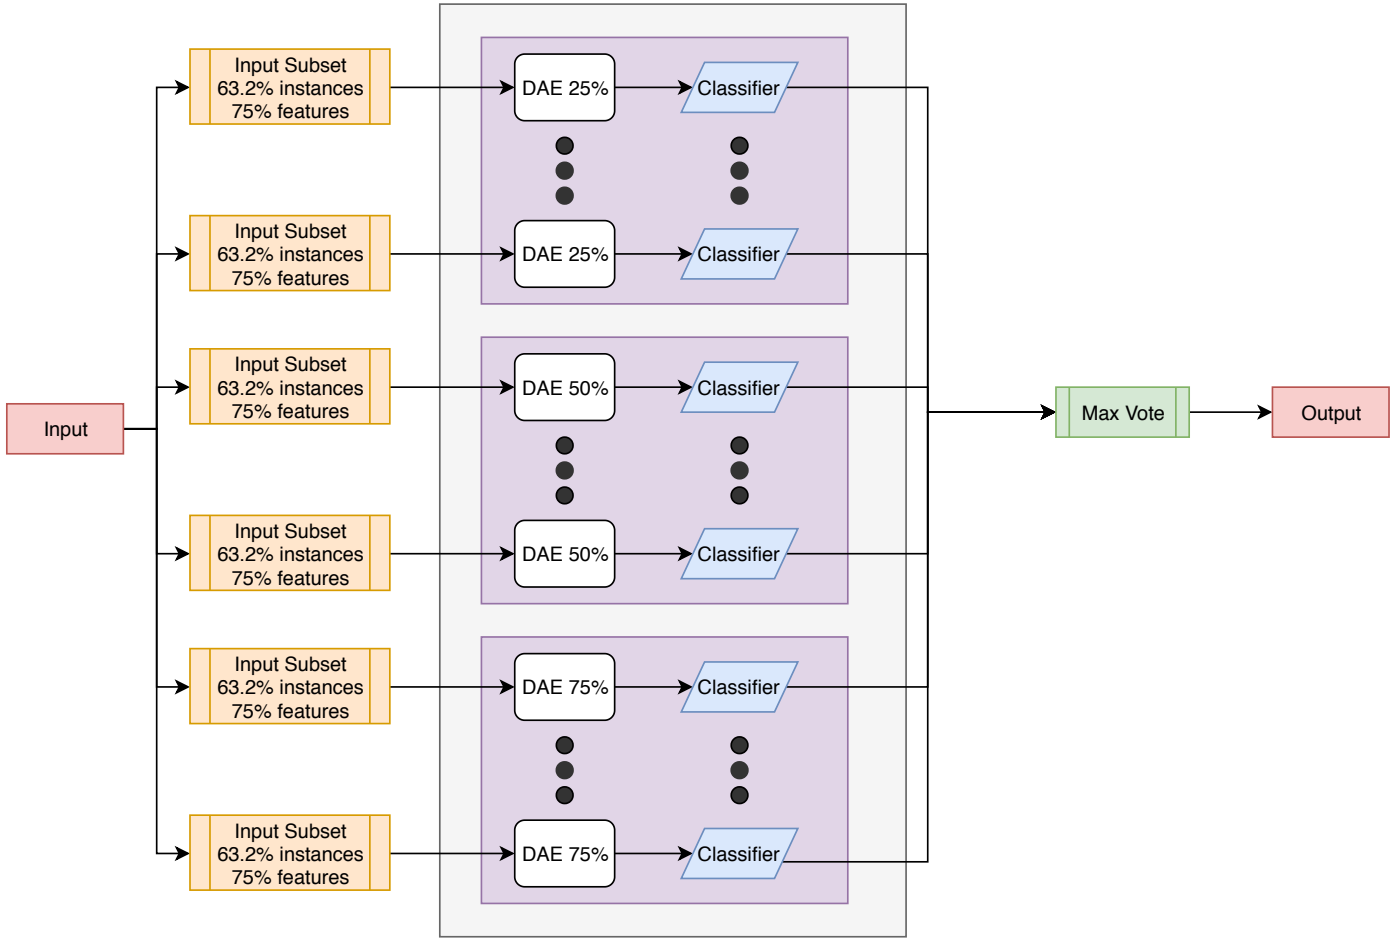 Input Subset
63.2% instances
75% features
DAE 25%
Classifier
Input Subset
63.2% instances
75% features
DAE 25%
Classifier
Input Subset
63.2% instances
75% features
DAE 50%
Classifier
Input
Max Vote
Output
Input Subset
63.2% instances
75% features
DAE 50%
Classifier
Input Subset
63.2% instances
75% features
DAE 75%
Classifier
Input Subset
63.2% instances
75% features
DAE 75%
Classifier